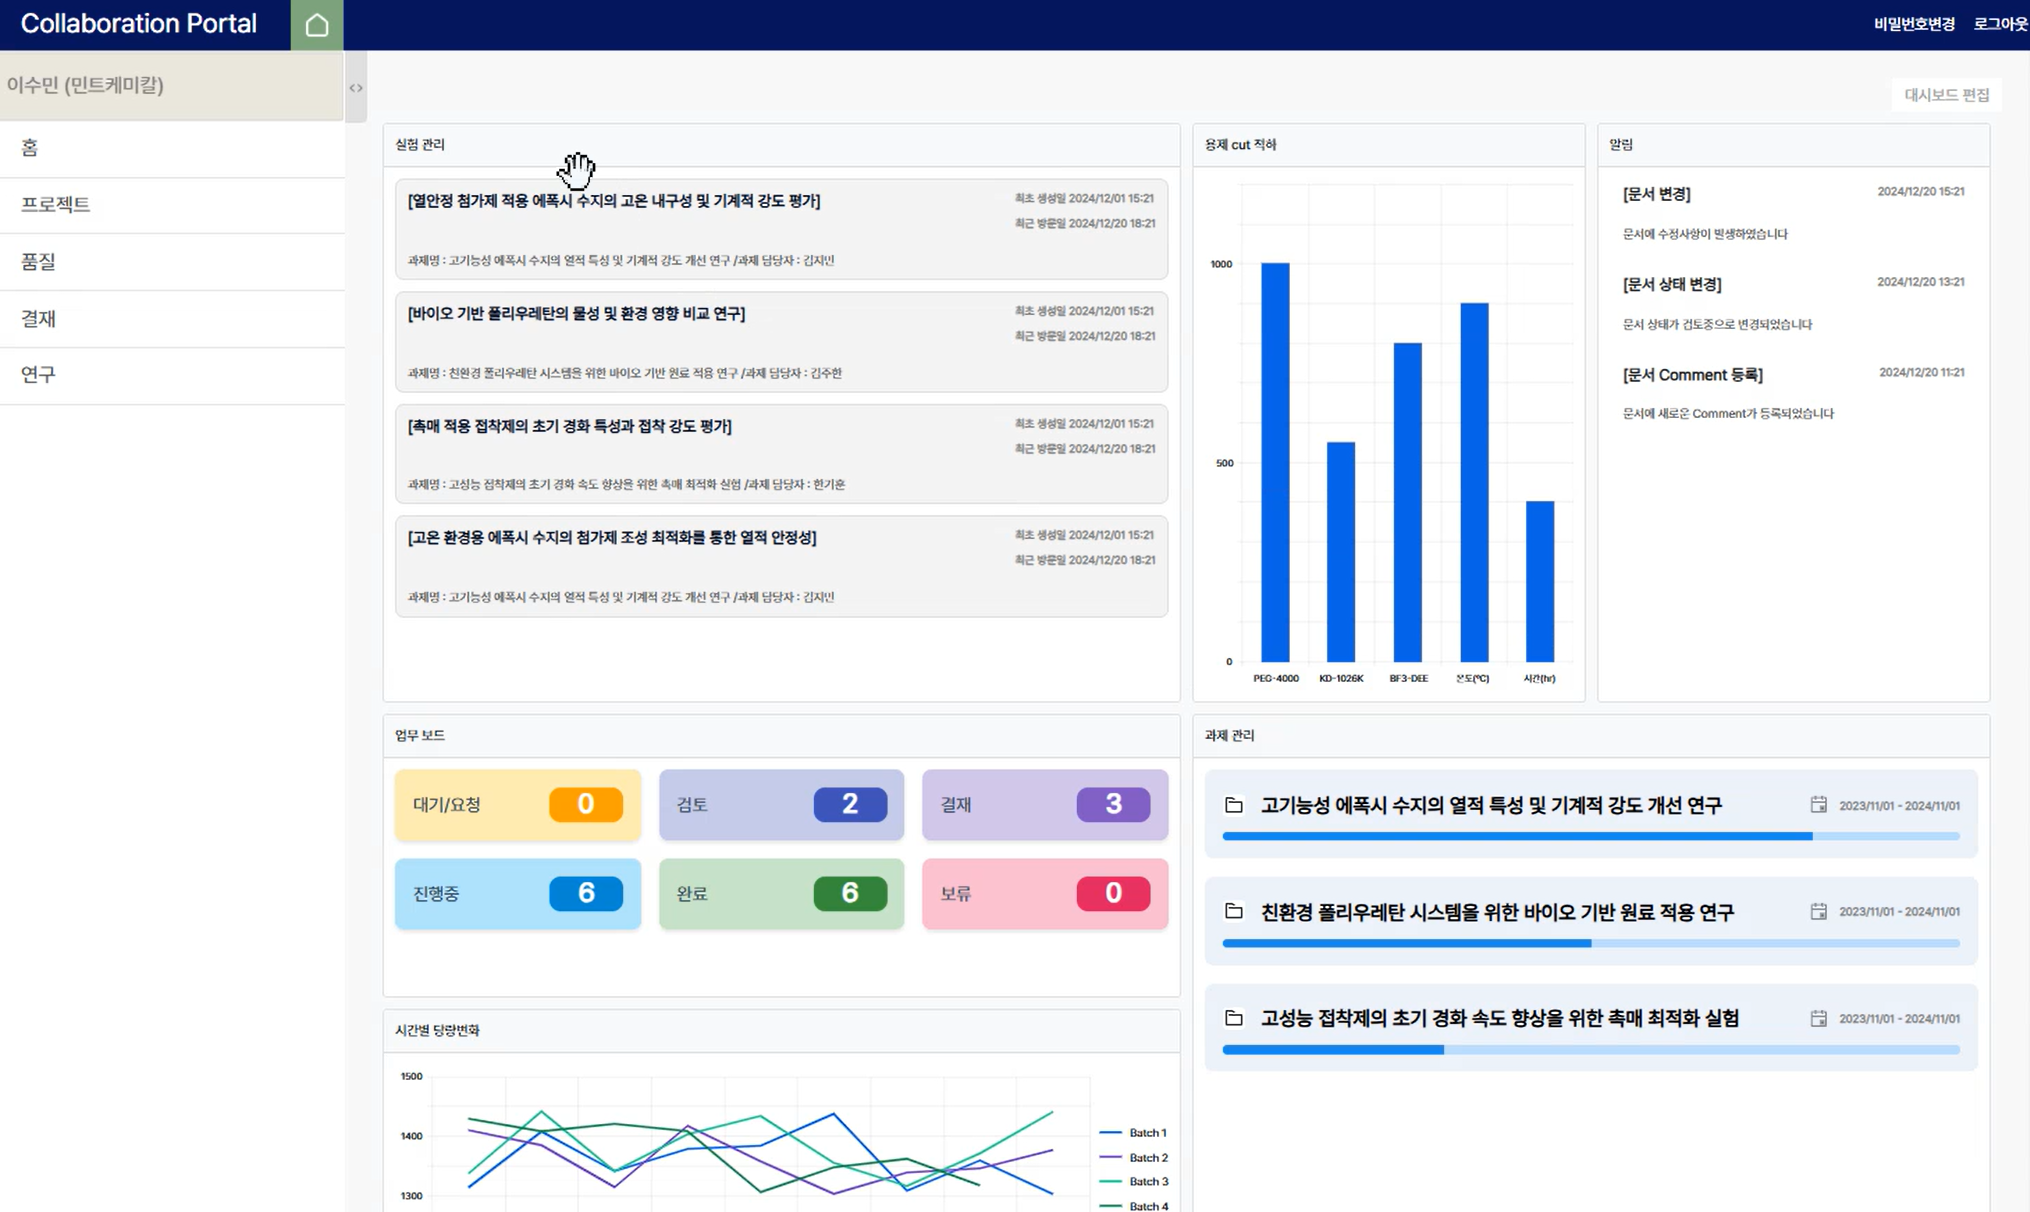 Collaboration Portal
비밀번호변경
로그아웃
이수민 (민트케미칼)
홈
프로젝트
품질
결재
연구
대시보드 편집
실험 관리
[열안정 첨가제 적용 에폭시 수지의 고온 내구성 및 기계적 강도 평가]
최초 생성일 2024/12/01 15:21
최근 방문일 2024/12/20 18:21
과제명 : 고기능성 에폭시 수지의 열적 특성 및 기계적 강도 개선 연구 /과제 담당자 : 김지민
[바이오 기반 폴리우레탄의 물성 및 환경 영향 비교 연구]
최초 생성일 2024/12/01 15:21
최근 방문일 2024/12/20 18:21
과제명 : 친환경 폴리우레탄 시스템을 위한 바이오 기반 원료 적용 연구 /과제 담당자 : 김주한
[촉매 적용 접착제의 초기 경화 특성과 접착 강도 평가]
최초 생성일 2024/12/01 15:21
최근 방문일 2024/12/20 18:21
과제명 : 고성능 접착제의 초기 경화 속도 향상을 위한 촉매 최적화 실험 /과제 담당자 : 한기훈
[고온 환경용 에폭시 수지의 첨가제 조성 최적화를 통한 열적 안정성]
최초 생성일 2024/12/01 15:21
최근 방문일 2024/12/20 18:21
과제명 : 고기능성 에폭시 수지의 열적 특성 및 기계적 강도 개선 연구 /과제 담당자 : 김지민
용제 cut 적하
1000
500
0
PEG-4000
KD-1026K
BF3-DEE
온도(℃)
시간(hr)
알림
[문서 변경]
2024/12/20 15:21
문서에 수정사항이 발생하였습니다
[문서 상태 변경]
2024/12/20 13:21
문서 상태가 검토중으로 변경되었습니다
[문서 Comment 등록]
2024/12/20 11:21
문서에 새로운 Comment가 등록되었습니다
업무 보드
대기/요청 0
검토 2
결재 3
진행중 6
완료 6
보류 0
과제 관리
고기능성 에폭시 수지의 열적 특성 및 기계적 강도 개선 연구
2023/11/01 - 2024/11/01
친환경 폴리우레탄 시스템을 위한 바이오 기반 원료 적용 연구
2023/11/01 - 2024/11/01
고성능 접착제의 초기 경화 속도 향상을 위한 촉매 최적화 실험
2023/11/01 - 2024/11/01
시간별 당량변화
1500
1400
1300
Batch 1
Batch 2
Batch 3
Batch 4